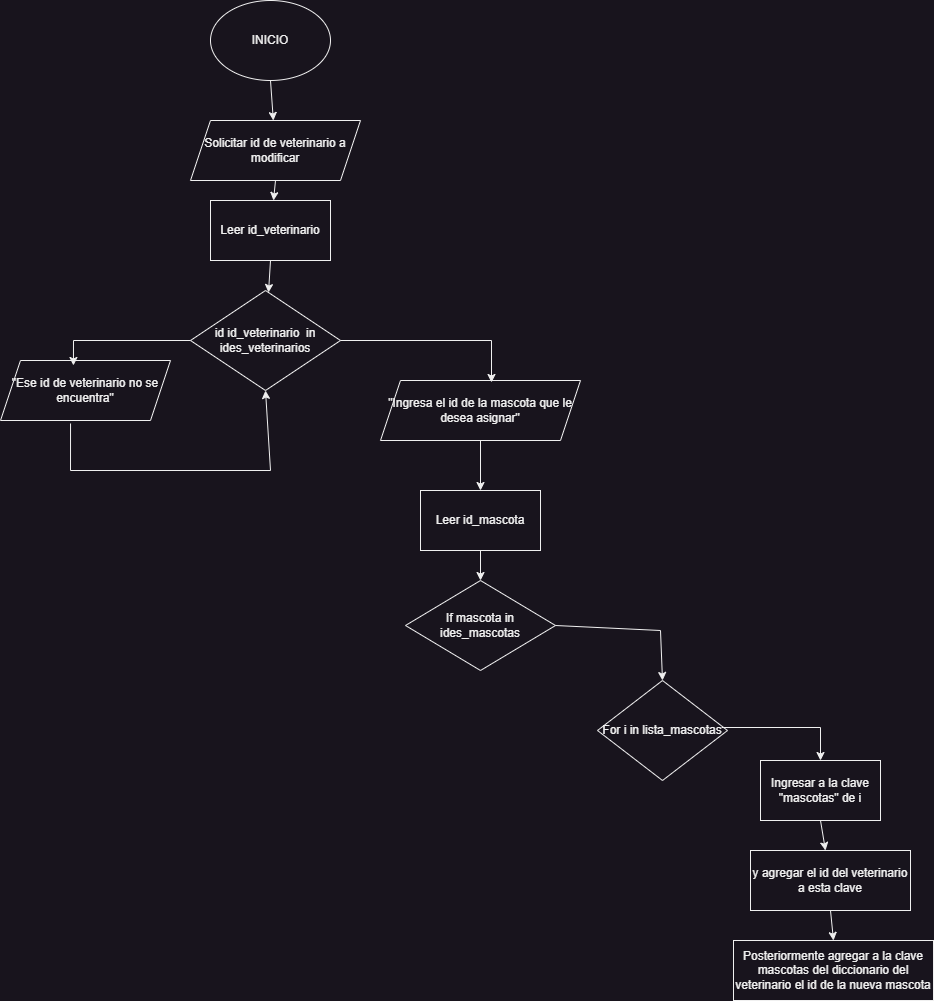 INICIO
Solicitar id de veterinario a
modificar
Leer id_veterinario
id id_veterinario in
ides_veterinarios
"Ese id de veterinario no se
encuentra"
"Ingresa el id de la mascota que le
desea asignar"
Leer id_mascota
If mascota in
ides_mascotas
For i in lista_mascotas
Ingresar a la clave
"mascotas" de i
y agregar el id del veterinario
a esta clave
Posteriormente agregar a la clave
mascotas del diccionario del
veterinario el id de la nueva mascota